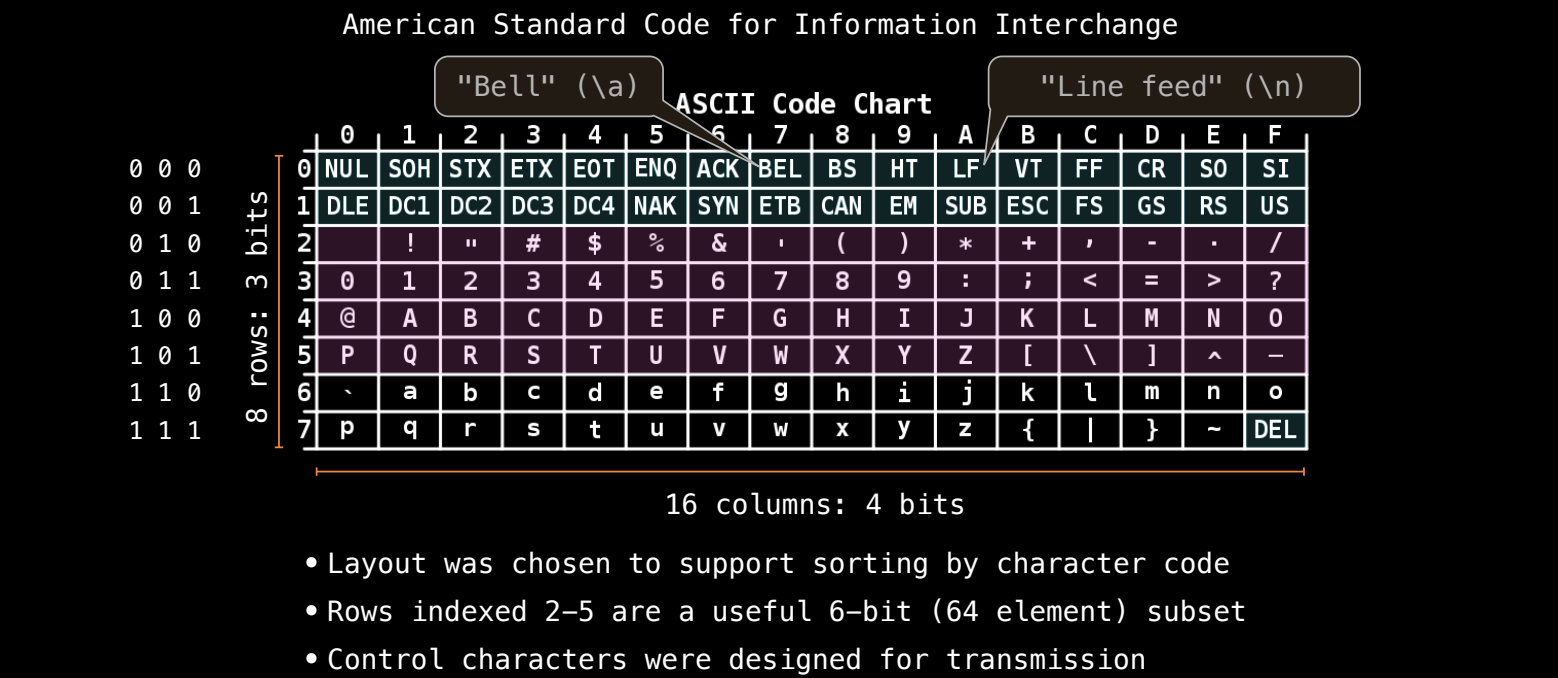 American Standard Code for Information Interchange
"Bell" (\a)
"Line feed" (\n)
ASCII Code Chart
0 1 2 3 4 5 6 7 8 9 A B C D E F
0 0 0 0 NUL SOH STX ETX EOT ENQ ACK BEL BS HT LF VT FF CR SO SI
0 0 1 1 DLE DC1 DC2 DC3 DC4 NAK SYN ETB CAN EM SUB ESC FS GS RS US
0 1 0 2 ! " # $ % & ' ( ) * + , - . /
0 1 1 3 0 1 2 3 4 5 6 7 8 9 : ; < = > ?
1 0 0 4 @ A B C D E F G H I J K L M N O
1 0 1 5 P Q R S T U V W X Y Z [ \ ] ^ _
1 1 0 6 ` a b c d e f g h i j k l m n o
1 1 1 7 p q r s t u v w x y z { | } ~ DEL
8 rows: 3 bits
16 columns: 4 bits
• Layout was chosen to support sorting by character code
• Rows indexed 2–5 are a useful 6–bit (64 element) subset
• Control characters were designed for transmission